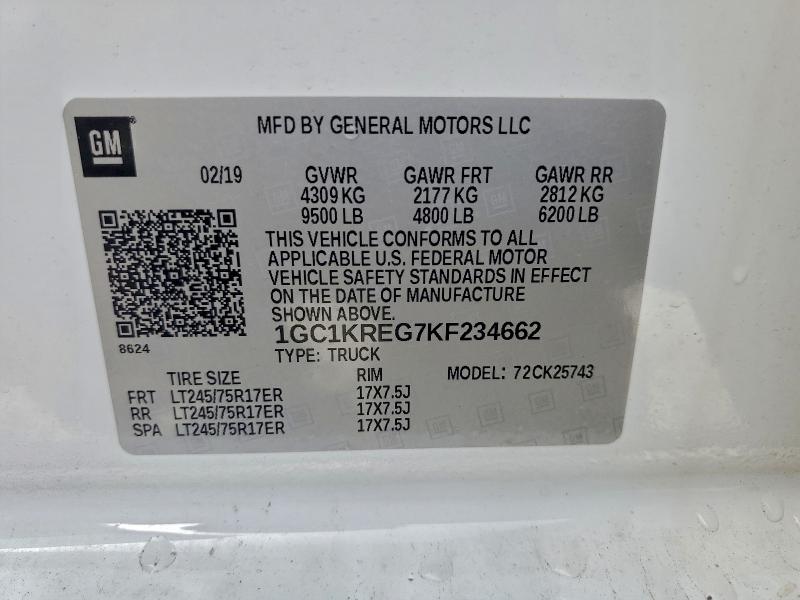 GM
MFD BY GENERAL MOTORS LLC
02/19 GVWR GAWR FRT GAWR RR
4309 KG 2177 KG 2812 KG
9500 LB 4800 LB 6200 LB
THIS VEHICLE CONFORMS TO ALL
APPLICABLE U.S. FEDERAL MOTOR
VEHICLE SAFETY STANDARDS IN EFFECT
ON THE DATE OF MANUFACTURE
SHOWN ABOVE.
8624
1GC1KREG7KF234662
TYPE: TRUCK
TIRE SIZE RIM MODEL: 72CK25743
FRT LT245/75R17ER 17X7.5J
RR LT245/75R17ER 17X7.5J
SPA LT245/75R17ER 17X7.5J